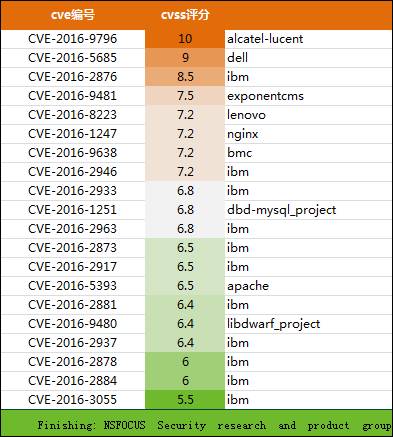 cve编号 cvss评分
CVE-2016-9796 10 alcatel-lucent
CVE-2016-5685 9 dell
CVE-2016-2876 8.5 ibm
CVE-2016-9481 7.5 exponentcms
CVE-2016-8223 7.2 lenovo
CVE-2016-1247 7.2 nginx
CVE-2016-9638 7.2 bmc
CVE-2016-2946 7.2 ibm
CVE-2016-2933 6.8 ibm
CVE-2016-1251 6.8 dbd-mysql_project
CVE-2016-2963 6.8 ibm
CVE-2016-2873 6.5 ibm
CVE-2016-2917 6.5 ibm
CVE-2016-5393 6.5 apache
CVE-2016-2881 6.4 ibm
CVE-2016-9480 6.4 libdwarf_project
CVE-2016-2937 6.4 ibm
CVE-2016-2878 6 ibm
CVE-2016-2884 6 ibm
CVE-2016-3055 5.5 ibm
Finishing: NSFOCUS Security research and product group